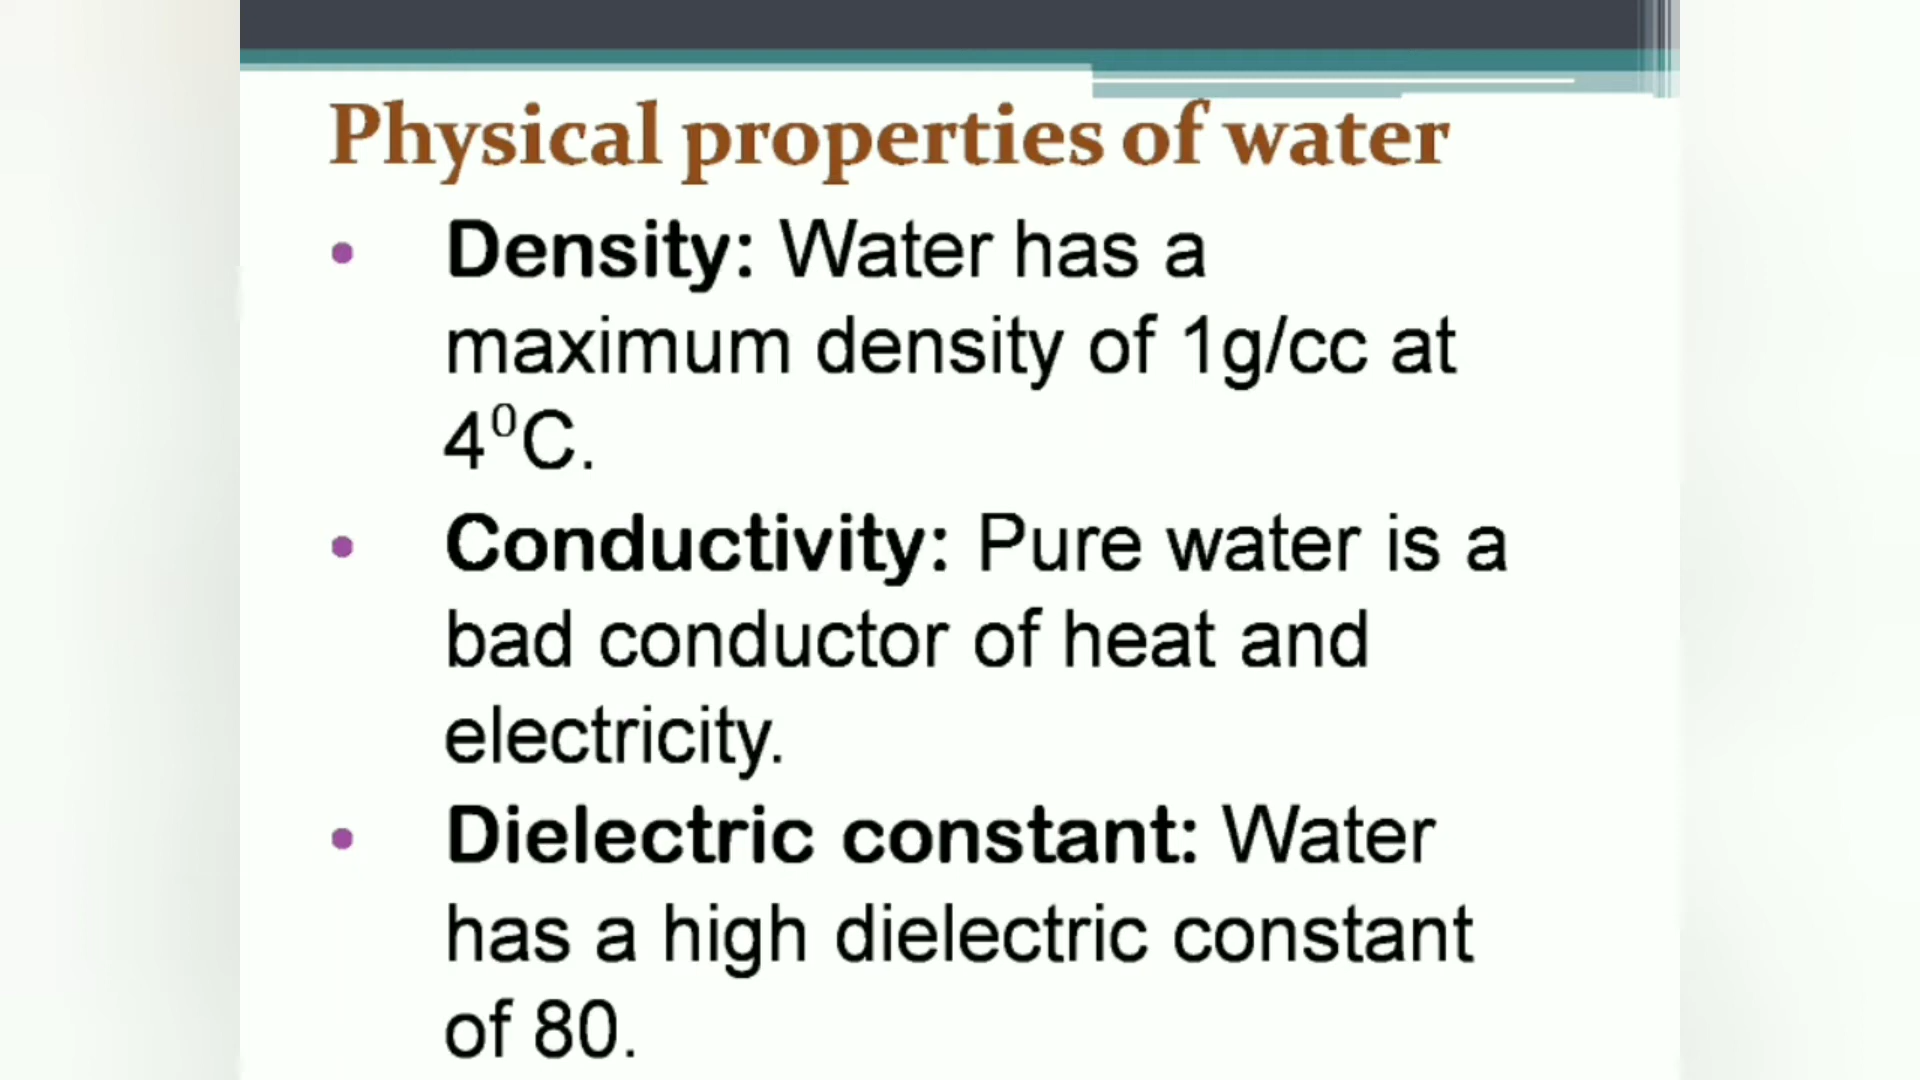 Physical properties of water
• Density: Water has a
maximum density of 1g/cc at
4⁰C.
• Conductivity: Pure water is a
bad conductor of heat and
electricity.
• Dielectric constant: Water
has a high dielectric constant
of 80.